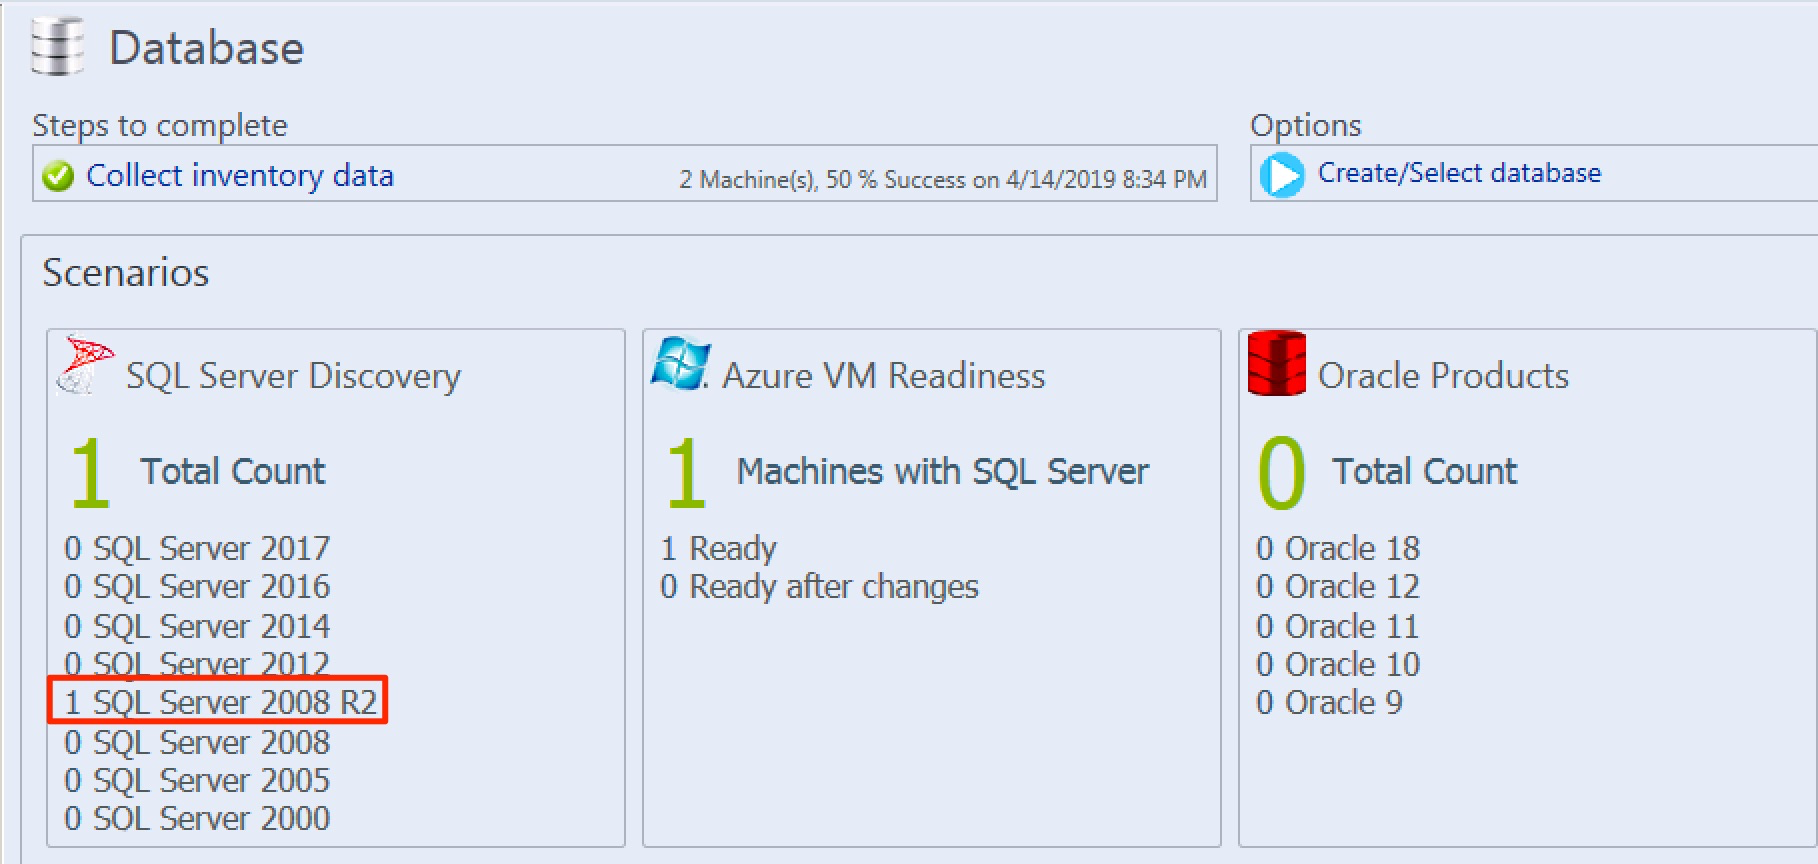 Database
Steps to complete
Collect inventory data
2 Machine(s), 50 % Success on 4/14/2019 8:34 PM
Options
Create/Select database
Scenarios
SQL Server Discovery
1 Total Count
0 SQL Server 2017
0 SQL Server 2016
0 SQL Server 2014
0 SQL Server 2012
1 SQL Server 2008 R2
0 SQL Server 2008
0 SQL Server 2005
0 SQL Server 2000
Azure VM Readiness
1 Machines with SQL Server
1 Ready
0 Ready after changes
Oracle Products
0 Total Count
0 Oracle 18
0 Oracle 12
0 Oracle 11
0 Oracle 10
0 Oracle 9